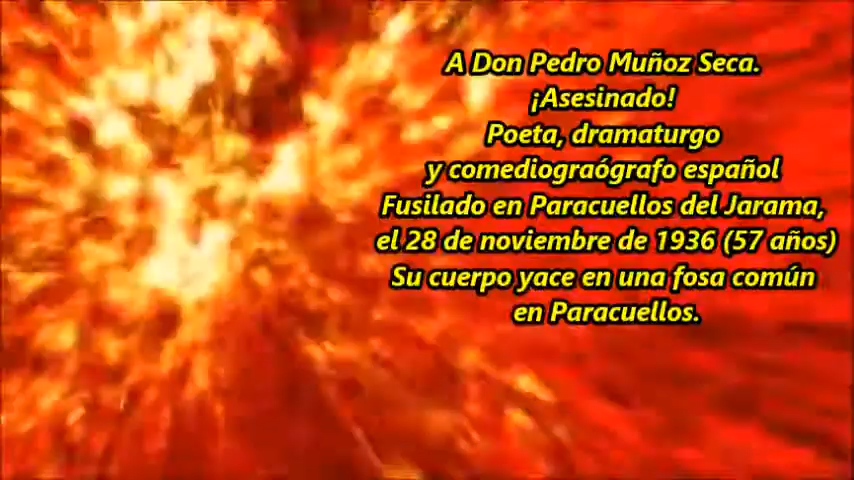 A Don Pedro Muñoz Seca.
¡Asesinado!
Poeta, dramaturgo
y comediograógrafo español
Fusilado en Paracuellos del Jarama,
el 28 de noviembre de 1936 (57 años)
Su cuerpo yace en una fosa común
en Paracuellos.